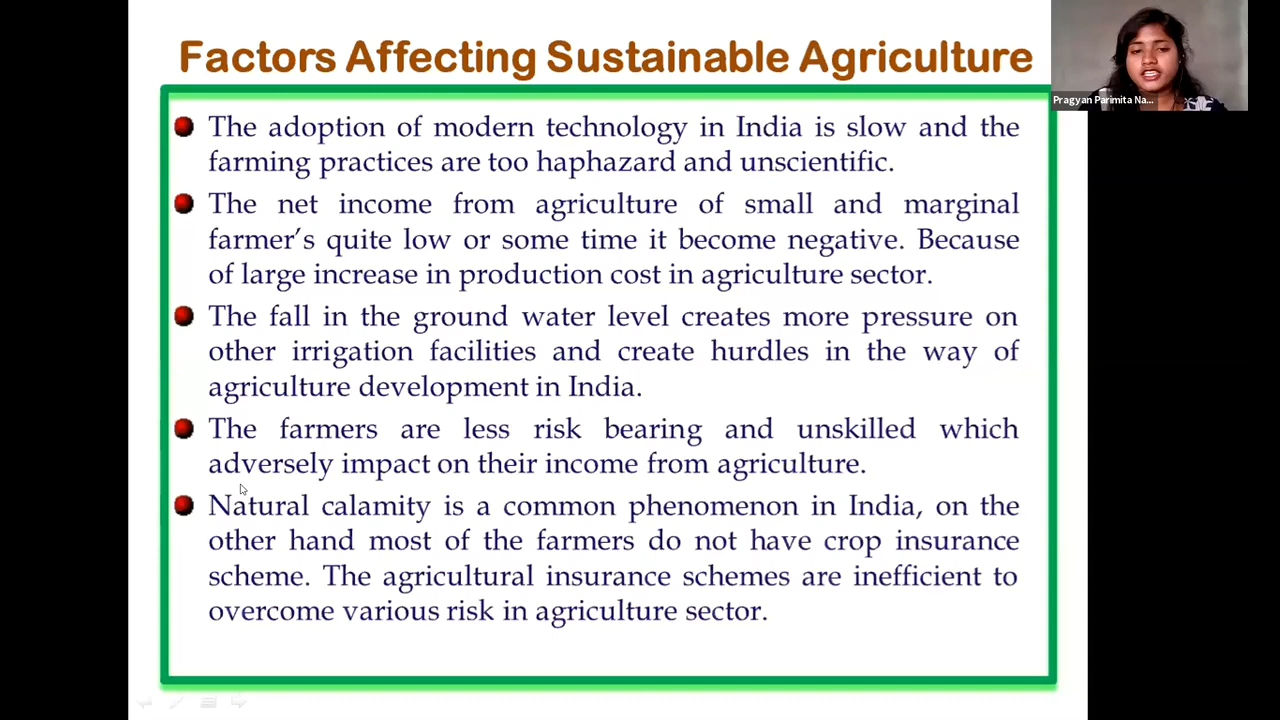 Factors Affecting Sustainable Agriculture
Pragyan Parimita Na...
The adoption of modern technology in India is slow and the
farming practices are too haphazard and unscientific.
The net income from agriculture of small and marginal
farmer's quite low or some time it become negative. Because
of large increase in production cost in agriculture sector.
The fall in the ground water level creates more pressure on
other irrigation facilities and create hurdles in the way of
agriculture development in India.
The farmers are less risk bearing and unskilled which
adversely impact on their income from agriculture.
Natural calamity is a common phenomenon in India, on the
other hand most of the farmers do not have crop insurance
scheme. The agricultural insurance schemes are inefficient to
overcome various risk in agriculture sector.